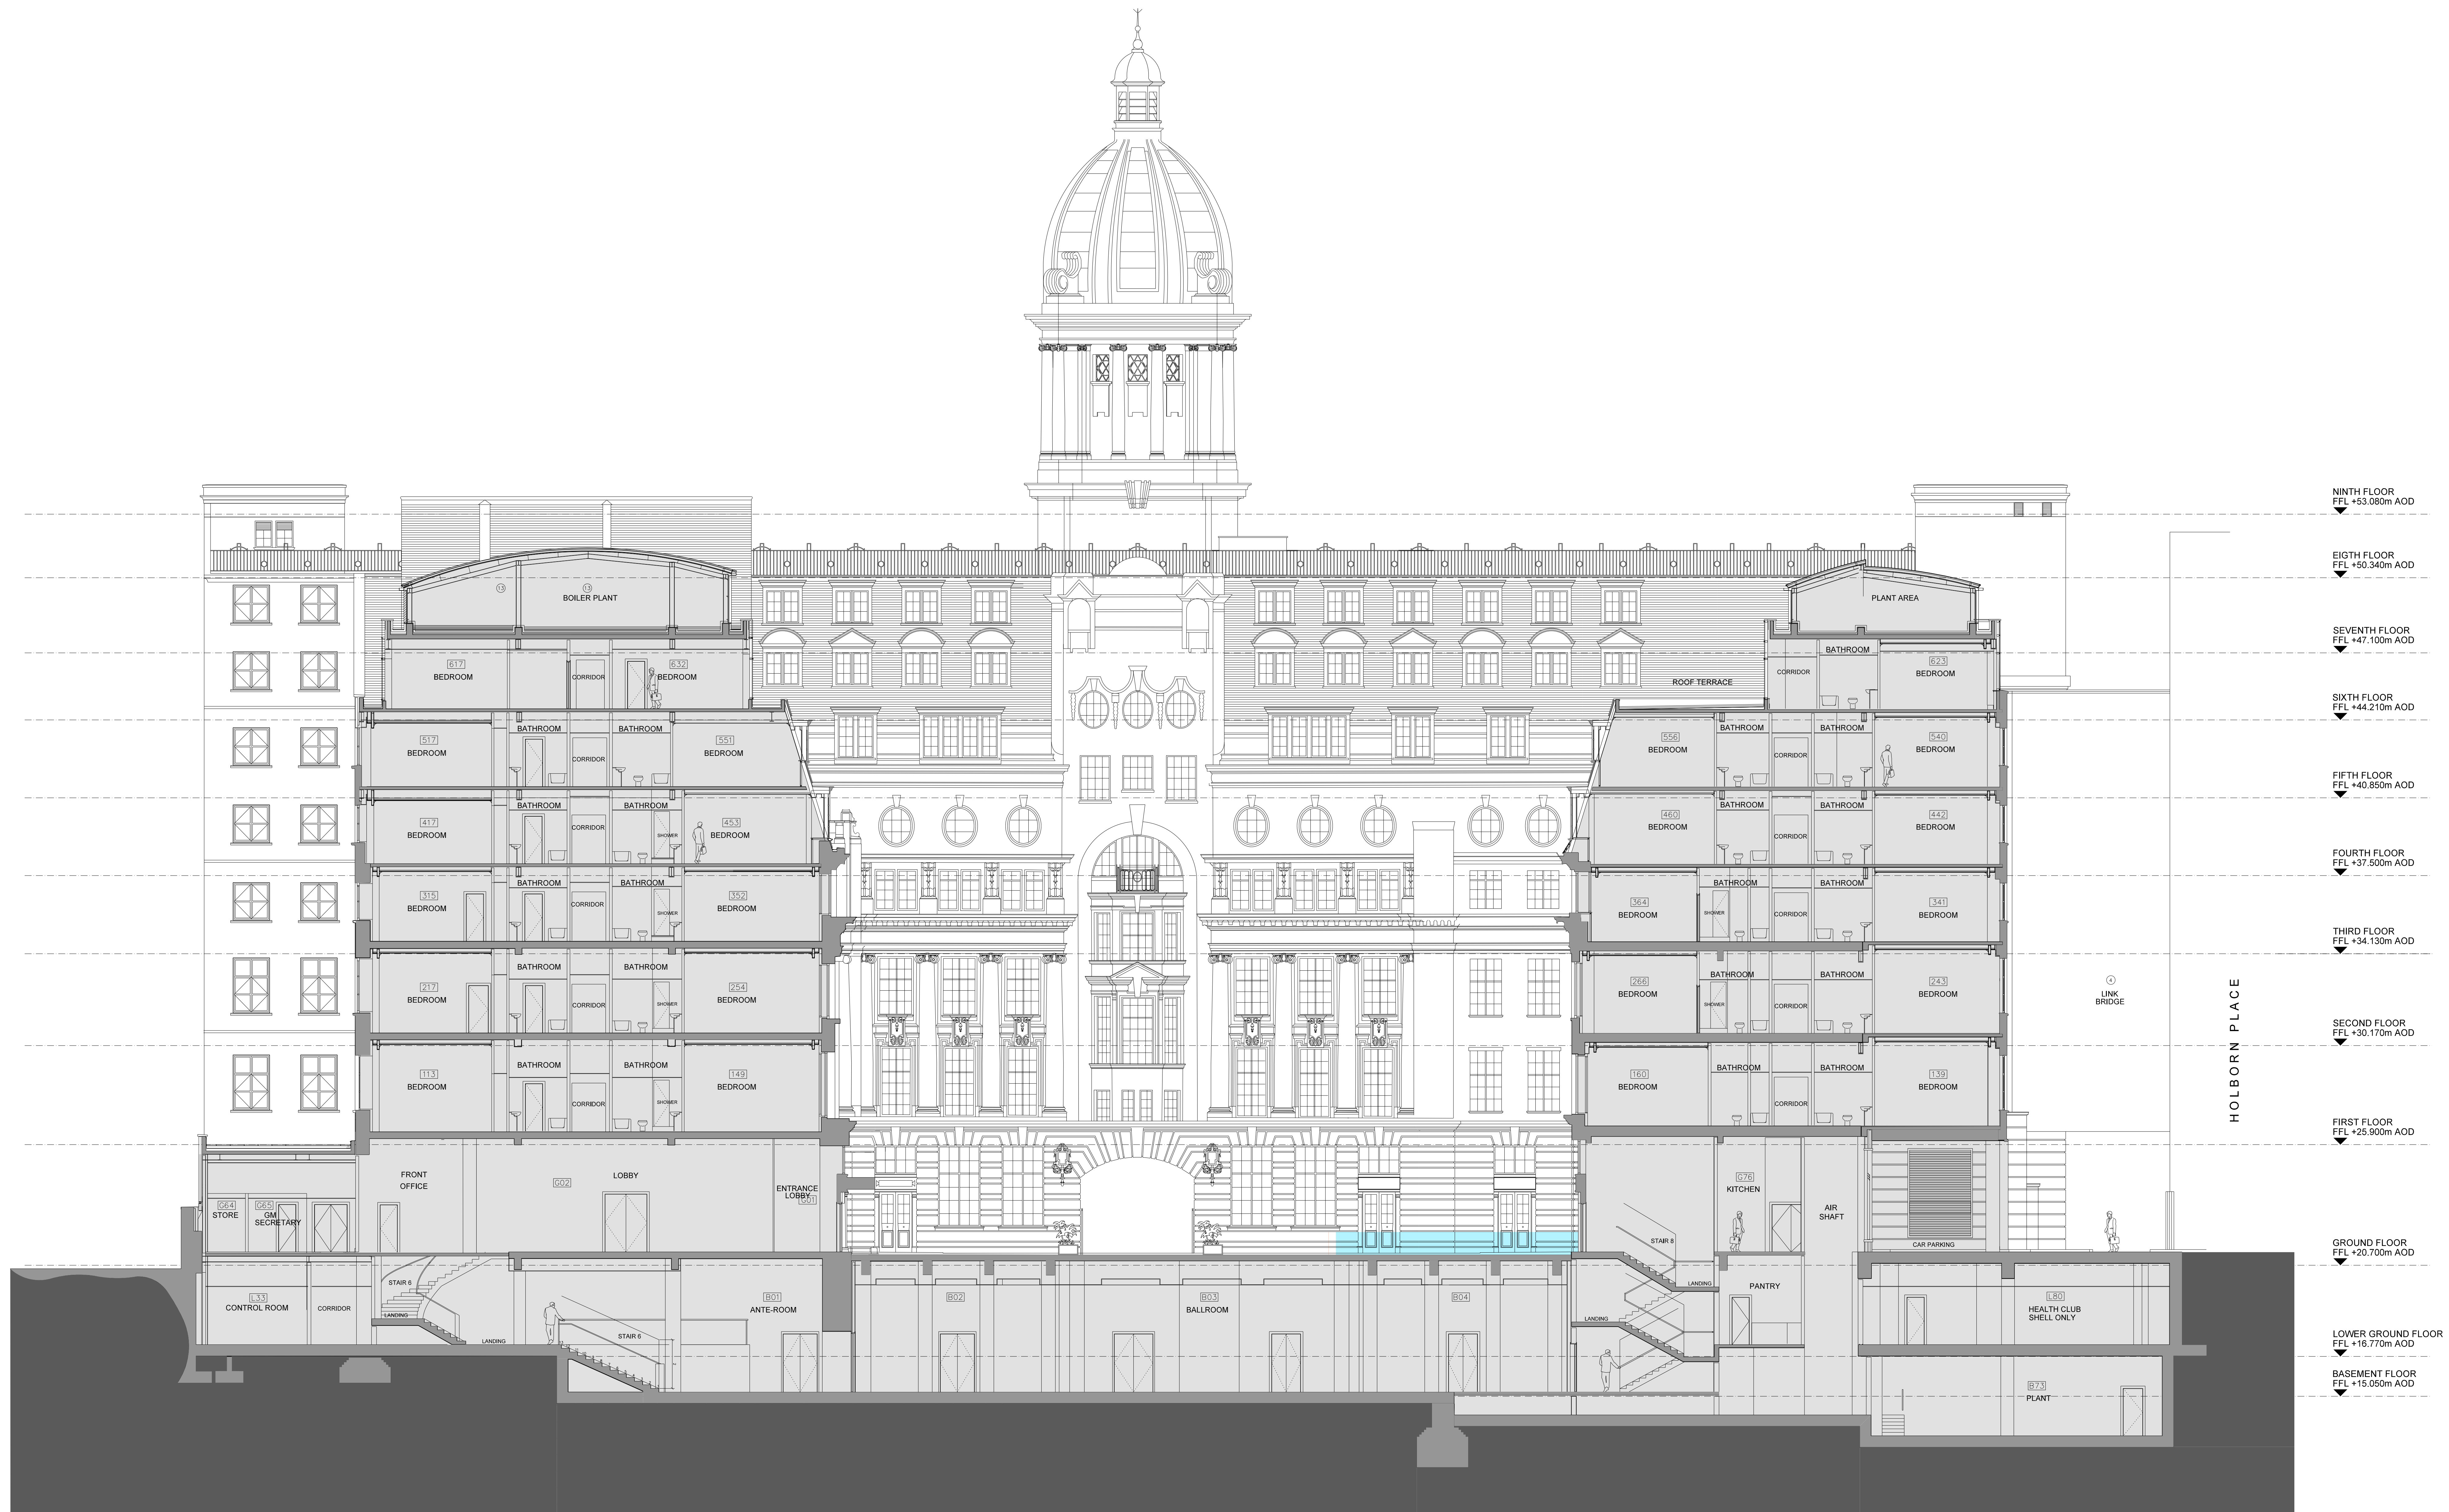 NINTH FLOOR
FFL +53.080m AOD
EIGTH FLOOR
FFL +50.340m AOD
13
13
BOILER PLANT
PLANT AREA
SEVENTH FLOOR
FFL +47.100m AOD
617
BEDROOM
CORRIDOR
632
BEDROOM
ROOF TERRACE
CORRIDOR
BATHROOM
623
BEDROOM
SIXTH FLOOR
FFL +44.210m AOD
517
BEDROOM
BATHROOM
CORRIDOR
BATHROOM
551
BEDROOM
556
BEDROOM
BATHROOM
CORRIDOR
BATHROOM
540
BEDROOM
FIFTH FLOOR
FFL +40.850m AOD
417
BEDROOM
BATHROOM
CORRIDOR
BATHROOM
SHOWER
453
BEDROOM
460
BEDROOM
BATHROOM
CORRIDOR
BATHROOM
442
BEDROOM
FOURTH FLOOR
FFL +37.500m AOD
315
BEDROOM
BATHROOM
CORRIDOR
BATHROOM
SHOWER
352
BEDROOM
364
BEDROOM
BATHROOM
SHOWER
CORRIDOR
BATHROOM
341
BEDROOM
THIRD FLOOR
FFL +34.130m AOD
217
BEDROOM
BATHROOM
CORRIDOR
BATHROOM
SHOWER
254
BEDROOM
266
BEDROOM
BATHROOM
SHOWER
CORRIDOR
BATHROOM
243
BEDROOM
4
LINK
BRIDGE
HOLBORN PLACE
SECOND FLOOR
FFL +30.170m AOD
113
BEDROOM
BATHROOM
CORRIDOR
BATHROOM
SHOWER
149
BEDROOM
160
BEDROOM
BATHROOM
CORRIDOR
BATHROOM
139
BEDROOM
FIRST FLOOR
FFL +25.900m AOD
G64
STORE
G65
GM
SECRETARY
FRONT
OFFICE
G02
LOBBY
ENTRANCE
LOBBY
G01
STAIR 8
G76
KITCHEN
AIR
SHAFT
CAR PARKING
GROUND FLOOR
FFL +20.700m AOD
L33
CONTROL ROOM
CORRIDOR
STAIR 6
LANDING
LANDING
STAIR 6
B01
ANTE-ROOM
B02
B03
BALLROOM
B04
LANDING
LANDING
PANTRY
L80
HEALTH CLUB
SHELL ONLY
LOWER GROUND FLOOR
FFL +16.770m AOD
B73
PLANT
BASEMENT FLOOR
FFL +15.050m AOD